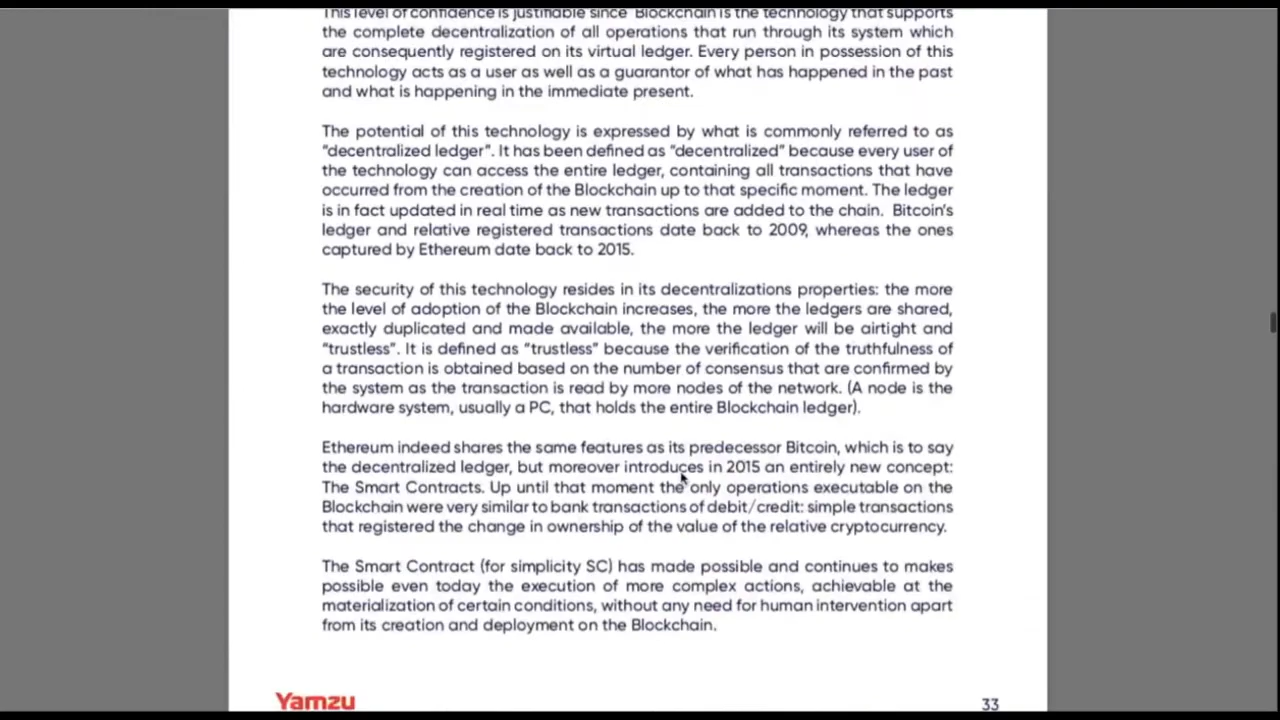 This level of confidence is justifiable since Blockchain is the technology that supports
the complete decentralization of all operations that run through its system which
are consequently registered on its virtual ledger. Every person in possession of this
technology acts as a user as well as a guarantor of what has happened in the past
and what is happening in the immediate present.
The potential of this technology is expressed by what is commonly referred to as
“decentralized ledger”. It has been defined as “decentralized” because every user of
the technology can access the entire ledger, containing all transactions that have
occurred from the creation of the Blockchain up to that specific moment. The ledger
is in fact updated in real time as new transactions are added to the chain. Bitcoin’s
ledger and relative registered transactions date back to 2009, whereas the ones
captured by Ethereum date back to 2015.
The security of this technology resides in its decentralizations properties: the more
the level of adoption of the Blockchain increases, the more the ledgers are shared,
exactly duplicated and made available, the more the ledger will be airtight and
“trustless”. It is defined as “trustless” because the verification of the truthfulness of
a transaction is obtained based on the number of consensus that are confirmed by
the system as the transaction is read by more nodes of the network. (A node is the
hardware system, usually a PC, that holds the entire Blockchain ledger).
Ethereum indeed shares the same features as its predecessor Bitcoin, which is to say
the decentralized ledger, but moreover introduces in 2015 an entirely new concept:
The Smart Contracts. Up until that moment the only operations executable on the
Blockchain were very similar to bank transactions of debit/credit: simple transactions
that registered the change in ownership of the value of the relative cryptocurrency.
The Smart Contract (for simplicity SC) has made possible and continues to makes
possible even today the execution of more complex actions, achievable at the
materialization of certain conditions, without any need for human intervention apart
from its creation and deployment on the Blockchain.
Yamzu
33